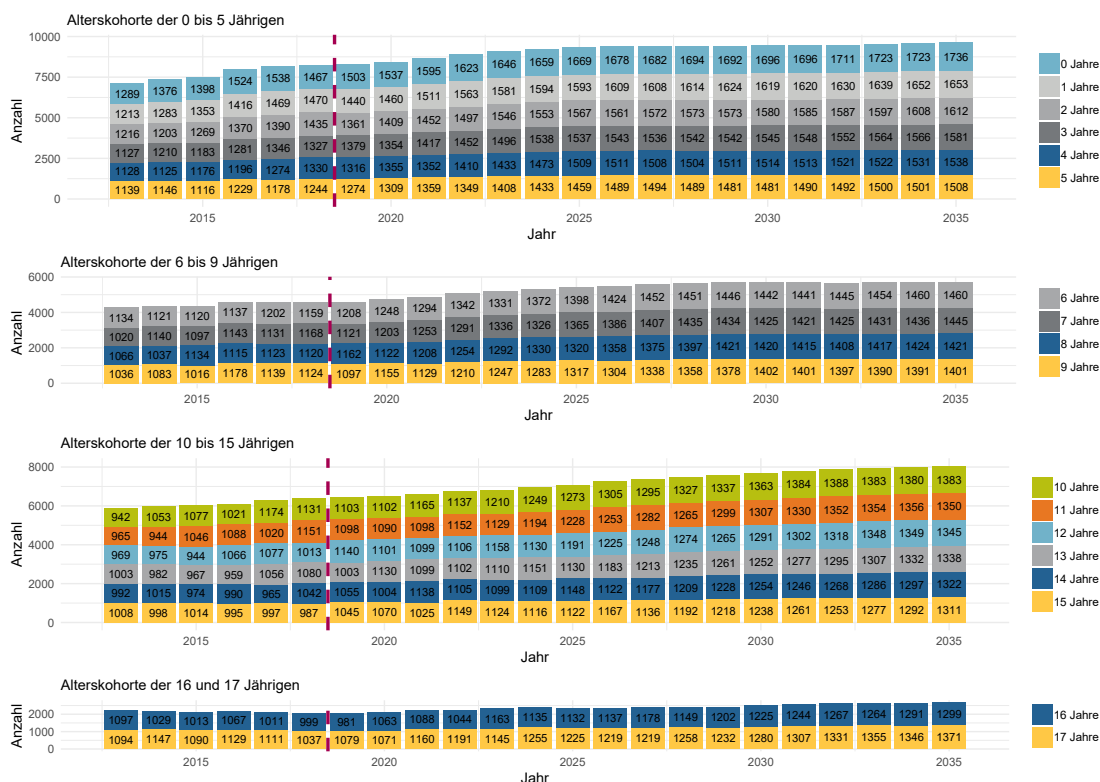 Alterskohorte der 0 bis 5 Jährigen
10000
7500
5000
2500
0
Anzahl
1289 1376 1398 1524 1538 1467 1503 1537 1595 1623 1646 1659 1669 1678 1682 1694 1692 1696 1696 1711 1723 1723 1736
1213 1283 1353 1416 1469 1470 1440 1460 1511 1563 1581 1594 1593 1609 1608 1614 1624 1619 1620 1630 1639 1652 1653
1216 1203 1269 1370 1390 1435 1361 1409 1452 1497 1546 1553 1567 1561 1572 1573 1573 1580 1585 1587 1597 1608 1612
1127 1210 1183 1281 1346 1327 1379 1354 1417 1452 1496 1538 1537 1543 1536 1542 1542 1545 1548 1552 1564 1566 1581
1128 1125 1176 1196 1274 1330 1316 1355 1352 1410 1433 1473 1509 1511 1508 1504 1511 1514 1513 1521 1522 1531 1538
1139 1146 1116 1229 1178 1244 1274 1309 1359 1349 1408 1433 1459 1489 1494 1489 1481 1481 1490 1492 1500 1501 1508
2015 2020 2025 2030 2035
Jahr
0 Jahre
1 Jahre
2 Jahre
3 Jahre
4 Jahre
5 Jahre
Alterskohorte der 6 bis 9 Jährigen
6000
4000
2000
0
Anzahl
1134 1121 1120 1137 1202 1159 1208 1248 1294 1342 1331 1372 1398 1424 1452 1451 1446 1442 1441 1445 1454 1460 1460
1020 1140 1097 1143 1131 1168 1121 1203 1253 1291 1336 1326 1365 1386 1407 1435 1434 1425 1421 1425 1431 1436 1445
1066 1037 1134 1115 1123 1120 1162 1122 1208 1254 1292 1330 1320 1358 1375 1397 1421 1420 1415 1408 1417 1424 1421
1036 1083 1016 1178 1139 1124 1097 1155 1129 1210 1247 1283 1317 1304 1338 1358 1378 1402 1401 1397 1390 1391 1401
2015 2020 2025 2030 2035
Jahr
6 Jahre
7 Jahre
8 Jahre
9 Jahre
Alterskohorte der 10 bis 15 Jährigen
8000
6000
4000
2000
0
Anzahl
942 1053 1077 1021 1174 1131 1103 1102 1165 1137 1210 1249 1273 1305 1295 1327 1337 1363 1384 1388 1383 1380 1383
965 944 1046 1088 1020 1151 1098 1090 1098 1152 1129 1194 1228 1253 1282 1265 1299 1307 1330 1352 1354 1356 1350
969 975 944 1066 1077 1013 1140 1101 1099 1106 1158 1130 1191 1225 1248 1274 1265 1291 1302 1318 1348 1349 1345
1003 982 967 959 1056 1080 1003 1130 1099 1102 1110 1151 1130 1183 1213 1235 1261 1252 1277 1295 1307 1332 1338
992 1015 974 990 965 1042 1055 1004 1138 1105 1099 1109 1148 1122 1177 1209 1228 1254 1246 1268 1286 1297 1322
1008 998 1014 995 997 987 1045 1070 1025 1149 1124 1116 1122 1167 1136 1192 1218 1238 1261 1253 1277 1292 1311
2015 2020 2025 2030 2035
Jahr
10 Jahre
11 Jahre
12 Jahre
13 Jahre
14 Jahre
15 Jahre
Alterskohorte der 16 und 17 Jährigen
2000
1000
0
Anzahl
1097 1029 1013 1067 1011 999 981 1063 1088 1044 1163 1135 1132 1137 1178 1149 1202 1225 1244 1267 1264 1291 1299
1094 1147 1090 1129 1111 1037 1079 1071 1160 1191 1145 1255 1225 1219 1219 1258 1232 1280 1307 1331 1355 1346 1371
2015 2020 2025 2030 2035
Jahr
16 Jahre
17 Jahre